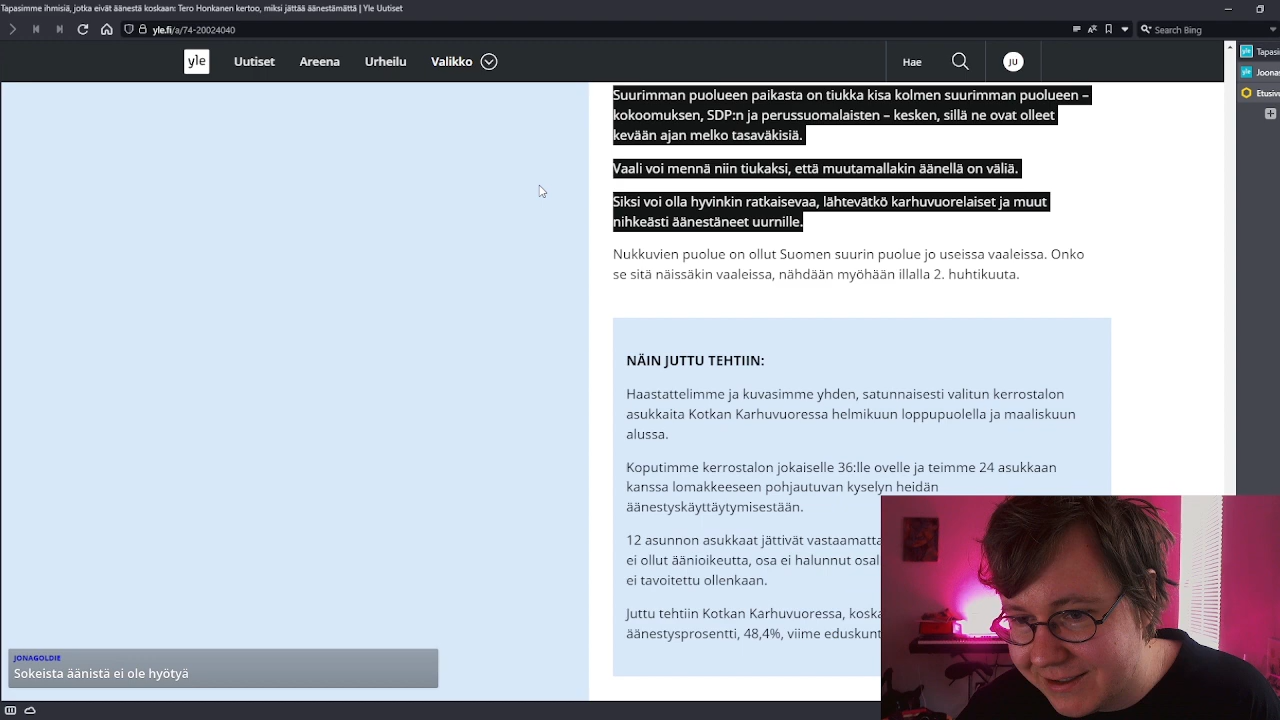 Tapasimme ihmisiä, jotka eivät äänestä koskaan: Tero Honkanen kertoo, miksi jättää äänestämättä | Yle Uutiset
yle.fi/a/74-20024040
Search Bing
yle
Uutiset
Areena
Urheilu
Valikko
Hae
JU
yle Tapasi
yle Joonas
Etusivu
Suurimman puolueen paikasta on tiukka kisa kolmen suurimman puolueen –
kokoomuksen, SDP:n ja perussuomalaisten – kesken, sillä ne ovat olleet
kevään ajan melko tasaväkisiä.
Vaali voi mennä niin tiukaksi, että muutamallakin äänellä on väliä.
Siksi voi olla hyvinkin ratkaisevaa, lähtevätkö karhuvuorelaiset ja muut
nihkeästi äänestäneet uurnille.
Nukkuvien puolue on ollut Suomen suurin puolue jo useissa vaaleissa. Onko
se sitä näissäkin vaaleissa, nähdään myöhään illalla 2. huhtikuuta.
NÄIN JUTTU TEHTIIN:
Haastattelimme ja kuvasimme yhden, satunnaisesti valitun kerrostalon
asukkaita Kotkan Karhuvuoressa helmikuun loppupuolella ja maaliskuun
alussa.
Koputimme kerrostalon jokaiselle 36:lle ovelle ja teimme 24 asukkaan
kanssa lomakkeeseen pohjautuvan kyselyn heidän
äänestyskäyttäytymisestään.
12 asunnon asukkaat jättivät vastaamatta
ei ollut äänioikeutta, osa ei halunnut osal
ei tavoitettu ollenkaan.
Juttu tehtiin Kotkan Karhuvuoressa, koska
äänestysprosentti, 48,4%, viime eduskunt
JONAGOLDIE
Sokeista äänistä ei ole hyötyä